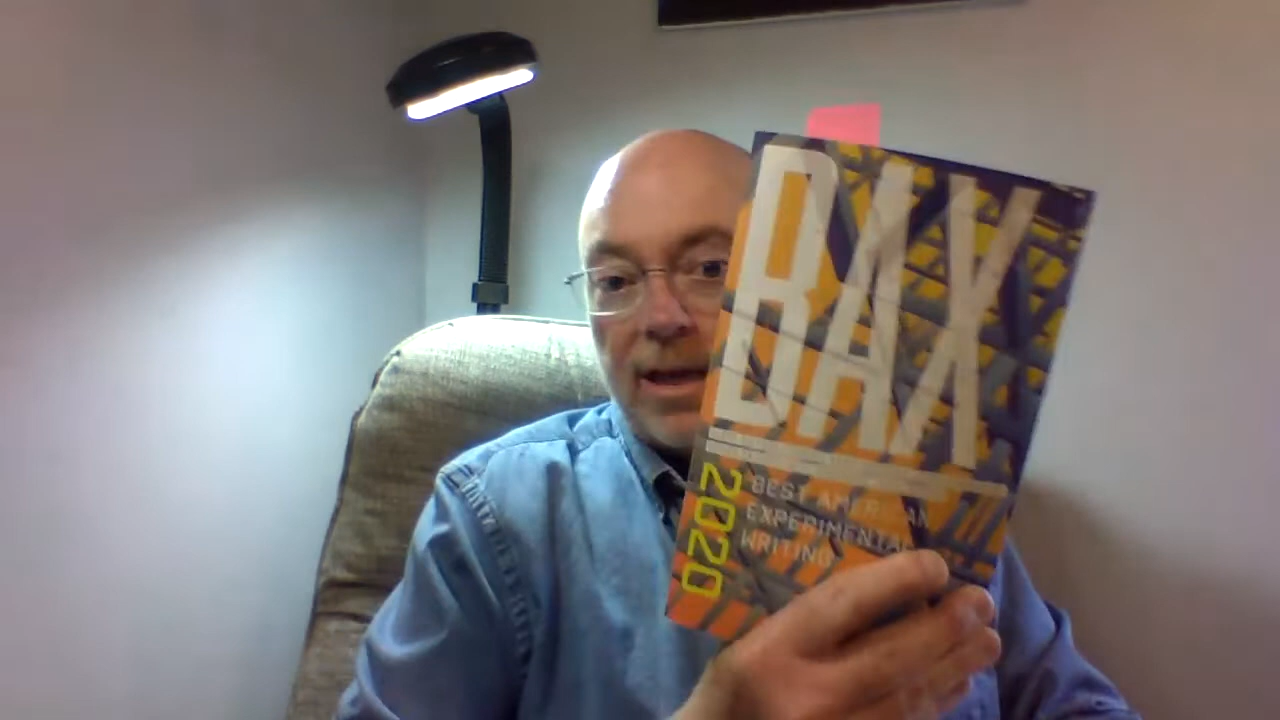 BAX
2020
BEST AMERICAN
EXPERIMENTAL
WRITING